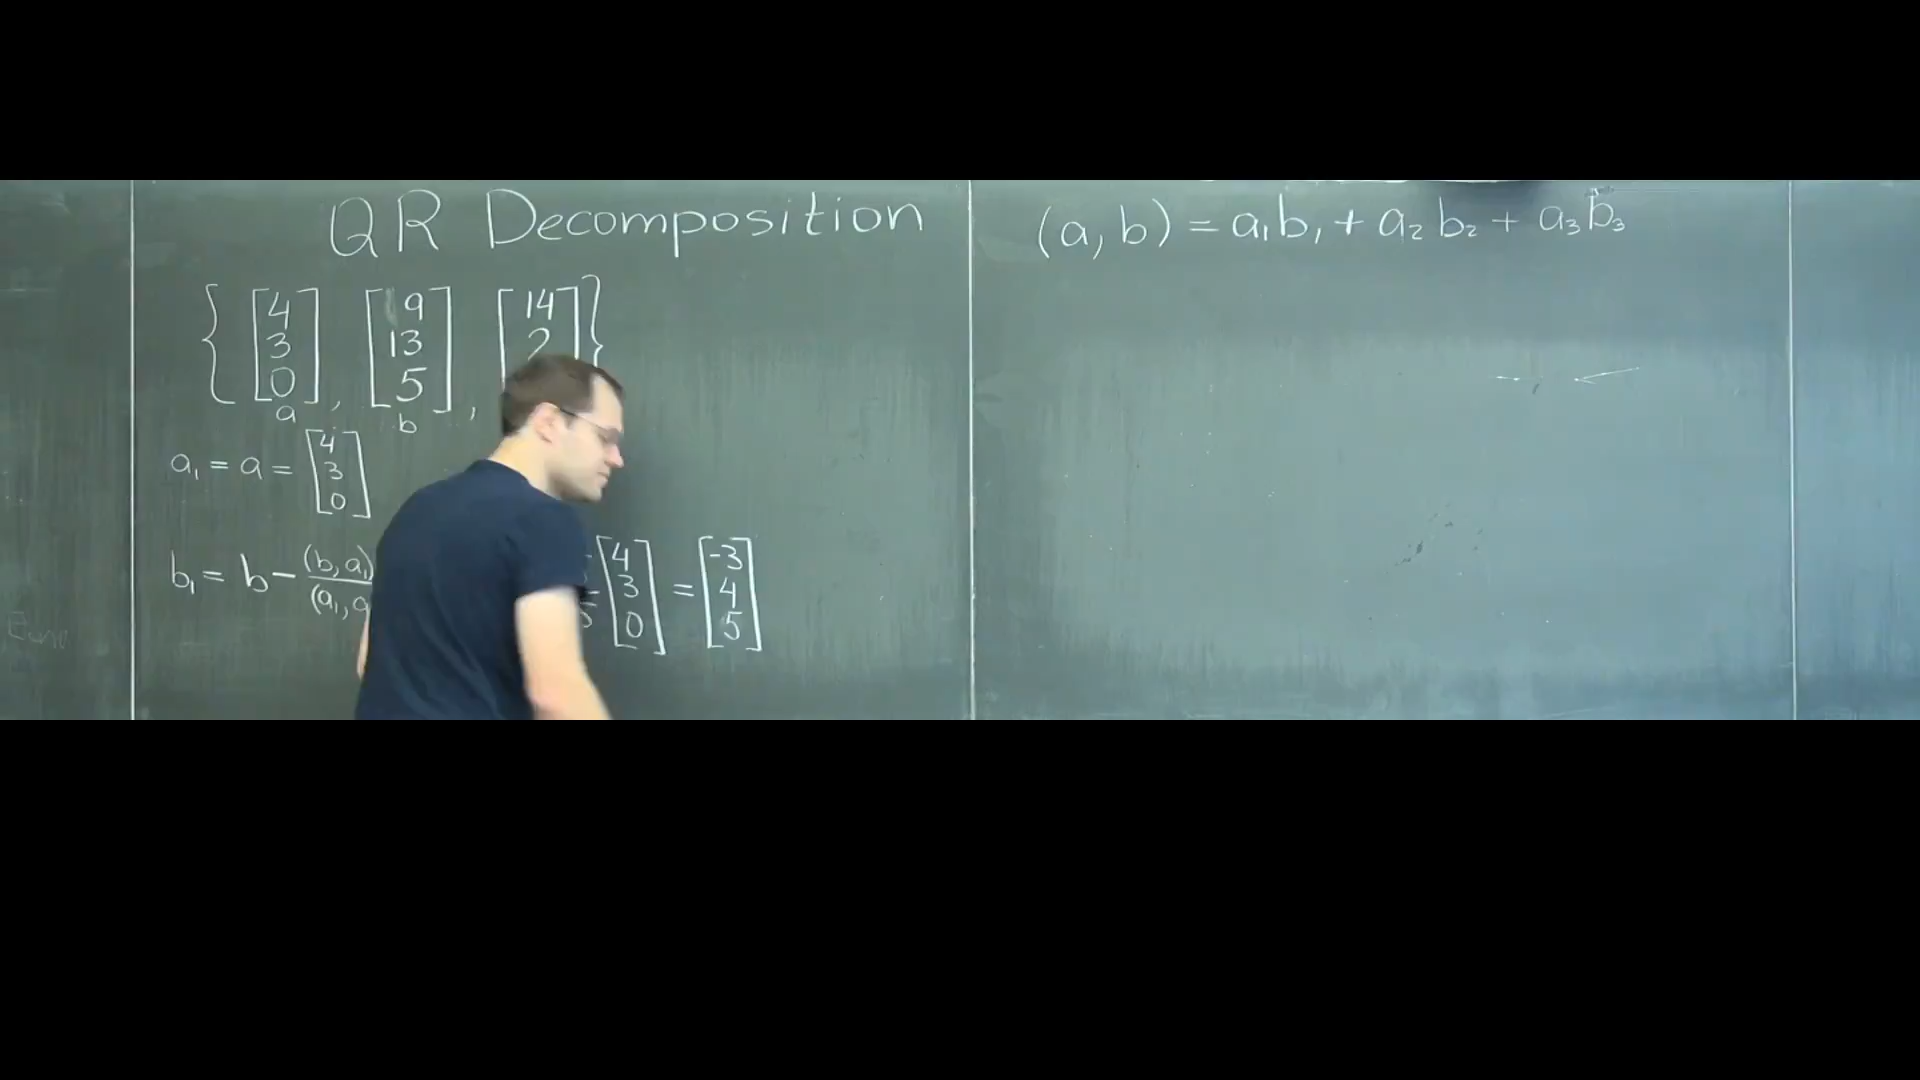 QR Decomposition
(a, b) = a₁b₁ + a₂b₂ + a₃b₃
{ [4 3 0], [9 13 5], [14 2 }
a b
a₁ = a = [4 3 0]
b₁ = b - (b, a₁) / (a₁, a [4 3 0] = [-3 4 5]